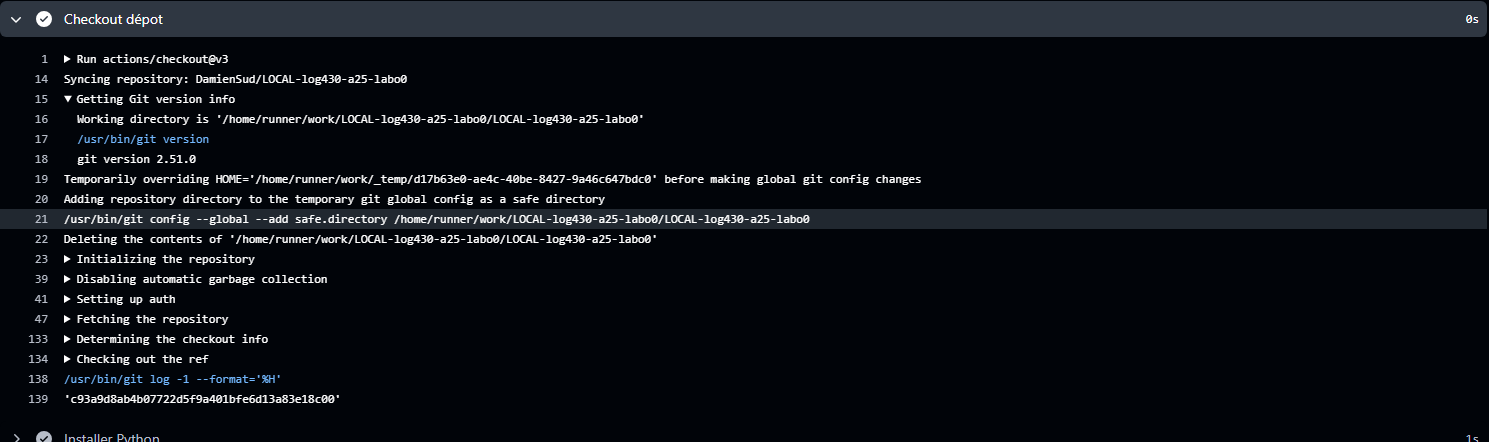 Checkout dépot 0s
1 Run actions/checkout@v3
14 Syncing repository: DamienSud/LOCAL-log430-a25-labo0
15 Getting Git version info
16 Working directory is '/home/runner/work/LOCAL-log430-a25-labo0/LOCAL-log430-a25-labo0'
17 /usr/bin/git version
18 git version 2.51.0
19 Temporarily overriding HOME='/home/runner/work/_temp/d17b63e0-ae4c-40be-8427-9a46c647bdc0' before making global git config changes
20 Adding repository directory to the temporary git global config as a safe directory
21 /usr/bin/git config --global --add safe.directory /home/runner/work/LOCAL-log430-a25-labo0/LOCAL-log430-a25-labo0
22 Deleting the contents of '/home/runner/work/LOCAL-log430-a25-labo0/LOCAL-log430-a25-labo0'
23 Initializing the repository
39 Disabling automatic garbage collection
41 Setting up auth
47 Fetching the repository
133 Determining the checkout info
134 Checking out the ref
138 /usr/bin/git log -1 --format='%H'
139 'c93a9d8ab4b07722d5f9a401bfe6d13a83e18c00'
Installer Python 1s